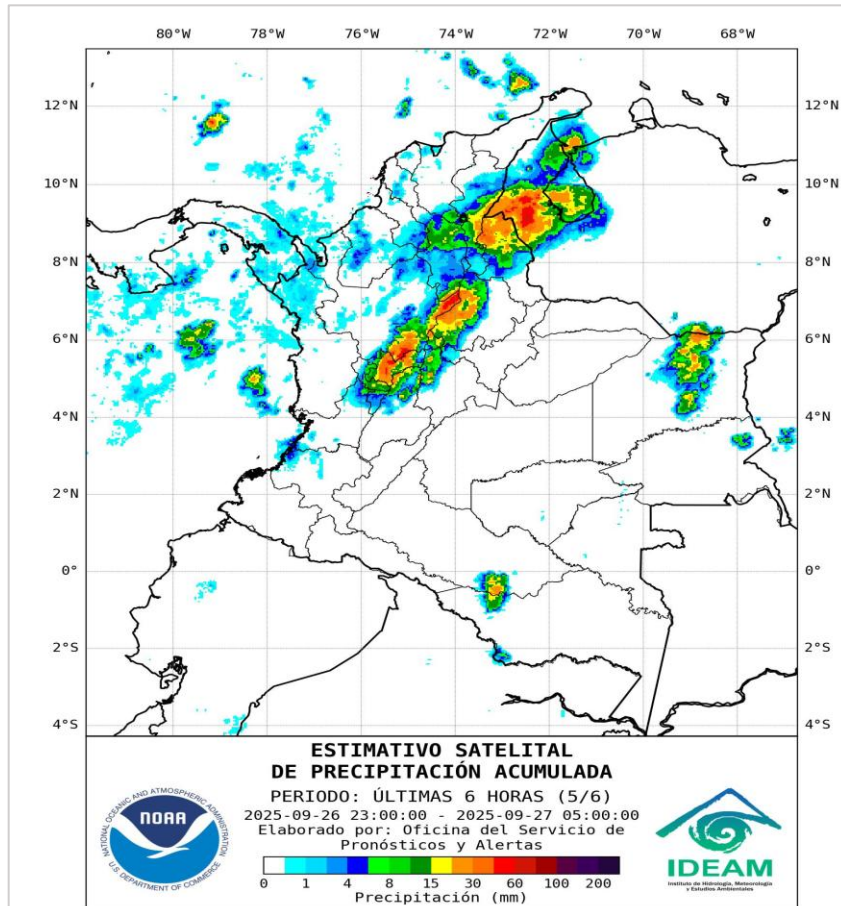 80°W 78°W 76°W 74°W 72°W 70°W 68°W
12°N 12°N
10°N 10°N
8°N 8°N
6°N 6°N
4°N 4°N
2°N 2°N
0° 0°
2°S 2°S
4°S 4°S
ESTIMATIVO SATELITAL
DE PRECIPITACIÓN ACUMULADA
PERIODO: ÚLTIMAS 6 HORAS (5/6)
2025-09-26 23:00:00 - 2025-09-27 05:00:00
Elaborado por: Oficina del Servicio de
Pronósticos y Alertas
0 1 4 8 15 30 60 100 200
Precipitación (mm)
NATIONAL OCEANIC AND ATMOSPHERIC ADMINISTRATION
NOAA
U.S. DEPARTMENT OF COMMERCE
IDEAM
Instituto de Hidrología, Meteorología
y Estudios Ambientales